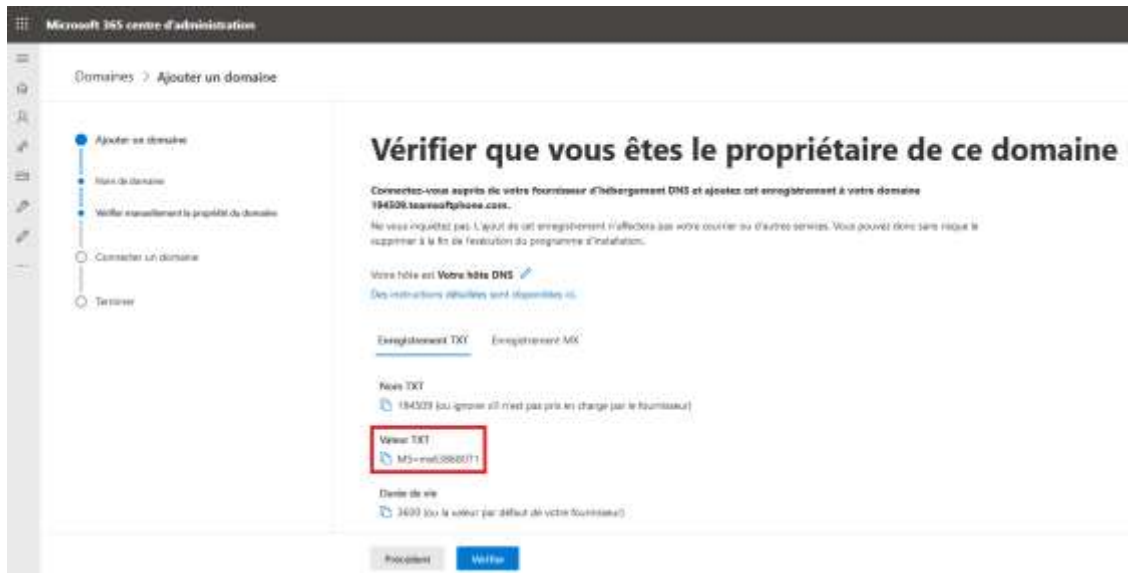 Microsoft 365 centre d'administration
Domaines > Ajouter un domaine
Ajouter un domaine
Nom de domaine
Vérifier manuellement la propriété du domaine
Connecter un domaine
Terminer
Vérifier que vous êtes le propriétaire de ce domaine
Connectez-vous auprès de votre fournisseur d'hébergement DNS et ajoutez cet enregistrement à votre domaine
194509.teamsoftphone.com.
Ne vous inquiétez pas. L'ajout de cet enregistrement n'affectera pas votre courrier ou d'autres services. Vous pouvez donc sans risque le
supprimer à la fin de l'exécution du programme d'installation.
Votre hôte est Votre hôte DNS
Des instructions détaillées sont disponibles ici.
Enregistrement TXT Enregistrement MX
Nom TXT
194509 (ou ignorer s'il n'est pas pris en charge par le fournisseur)
Valeur TXT
Durée de vie
3600 (ou la valeur par défaut de votre fournisseur)
Précédent Vérifier